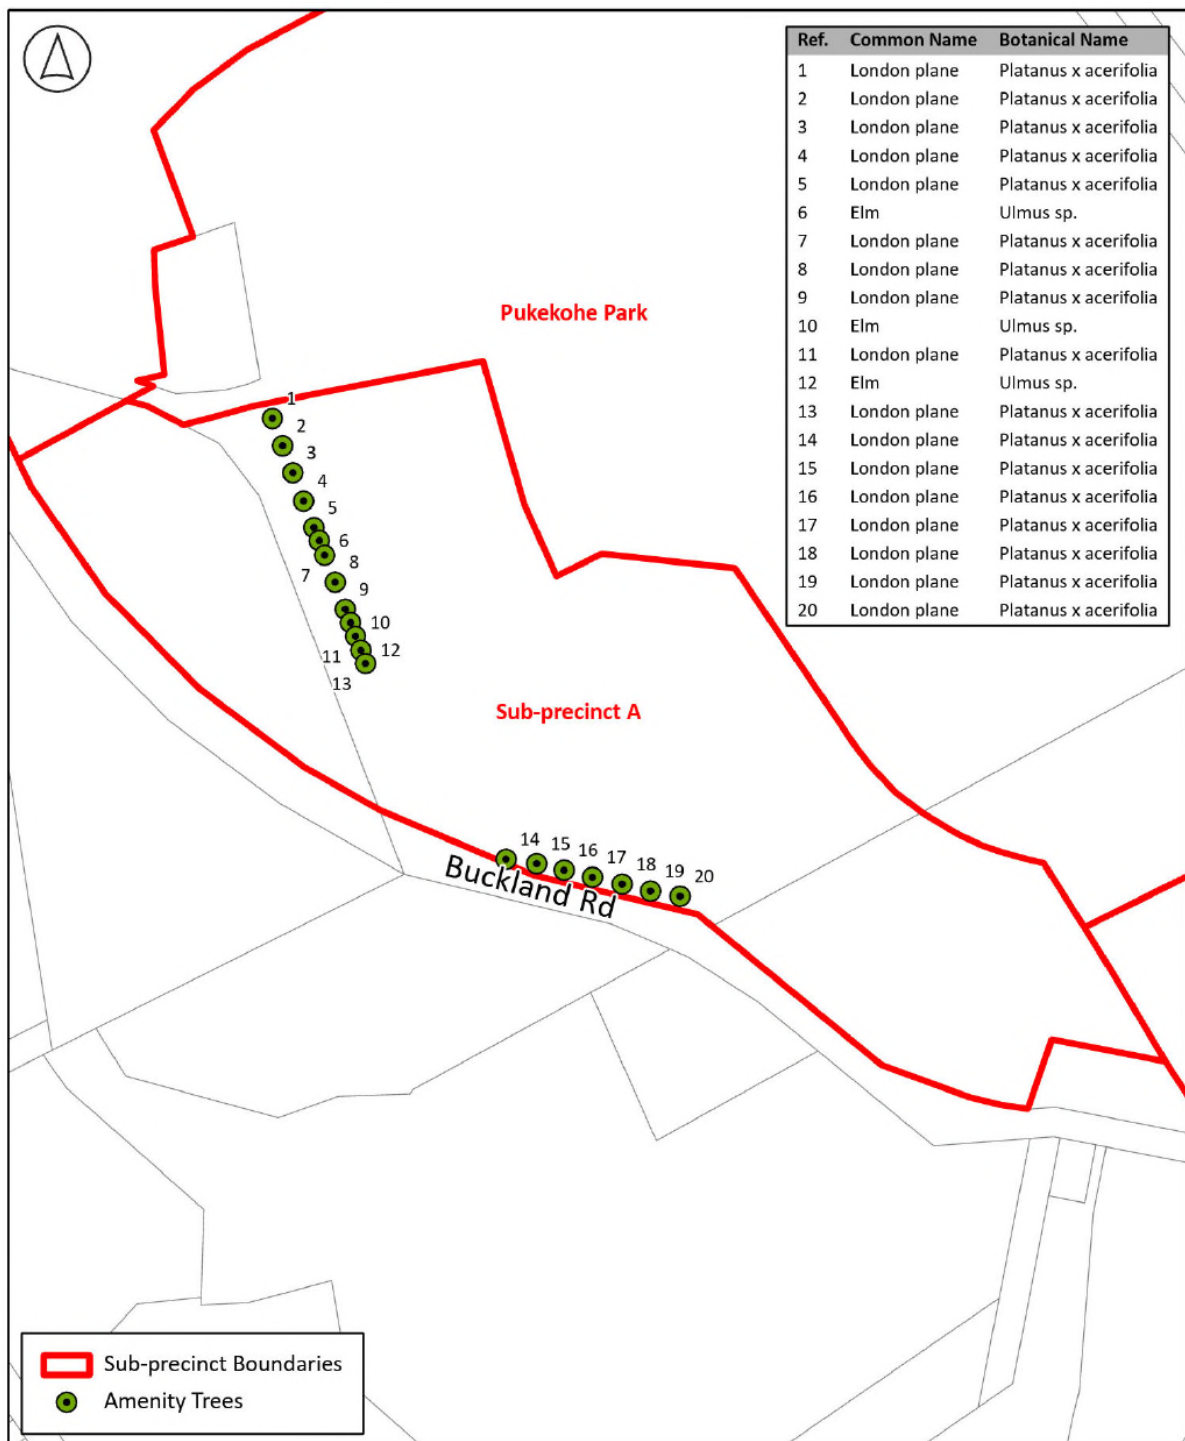 Ref. Common Name Botanical Name
1 London plane Platanus x acerifolia
2 London plane Platanus x acerifolia
3 London plane Platanus x acerifolia
4 London plane Platanus x acerifolia
5 London plane Platanus x acerifolia
6 Elm Ulmus sp.
7 London plane Platanus x acerifolia
8 London plane Platanus x acerifolia
9 London plane Platanus x acerifolia
10 Elm Ulmus sp.
11 London plane Platanus x acerifolia
12 Elm Ulmus sp.
13 London plane Platanus x acerifolia
14 London plane Platanus x acerifolia
15 London plane Platanus x acerifolia
16 London plane Platanus x acerifolia
17 London plane Platanus x acerifolia
18 London plane Platanus x acerifolia
19 London plane Platanus x acerifolia
20 London plane Platanus x acerifolia
Pukekohe Park
1
2
3
4
5
6
8
7
9
10
11 12
13
Sub-precinct A
14 15 16 17 18 19 20
Buckland Rd
Sub-precinct Boundaries
Amenity Trees